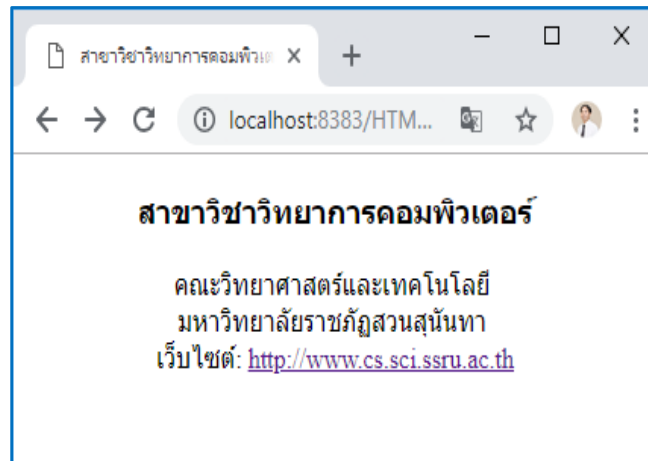 สาขาวิชาวิทยาการคอมพิวเ
localhost:8383/HTM...
สาขาวิชาวิทยาการคอมพิวเตอร์
คณะวิทยาศาสตร์และเทคโนโลยี
มหาวิทยาลัยราชภัฏสวนสุนันทา
เว็บไซต์: http://www.cs.sci.ssru.ac.th